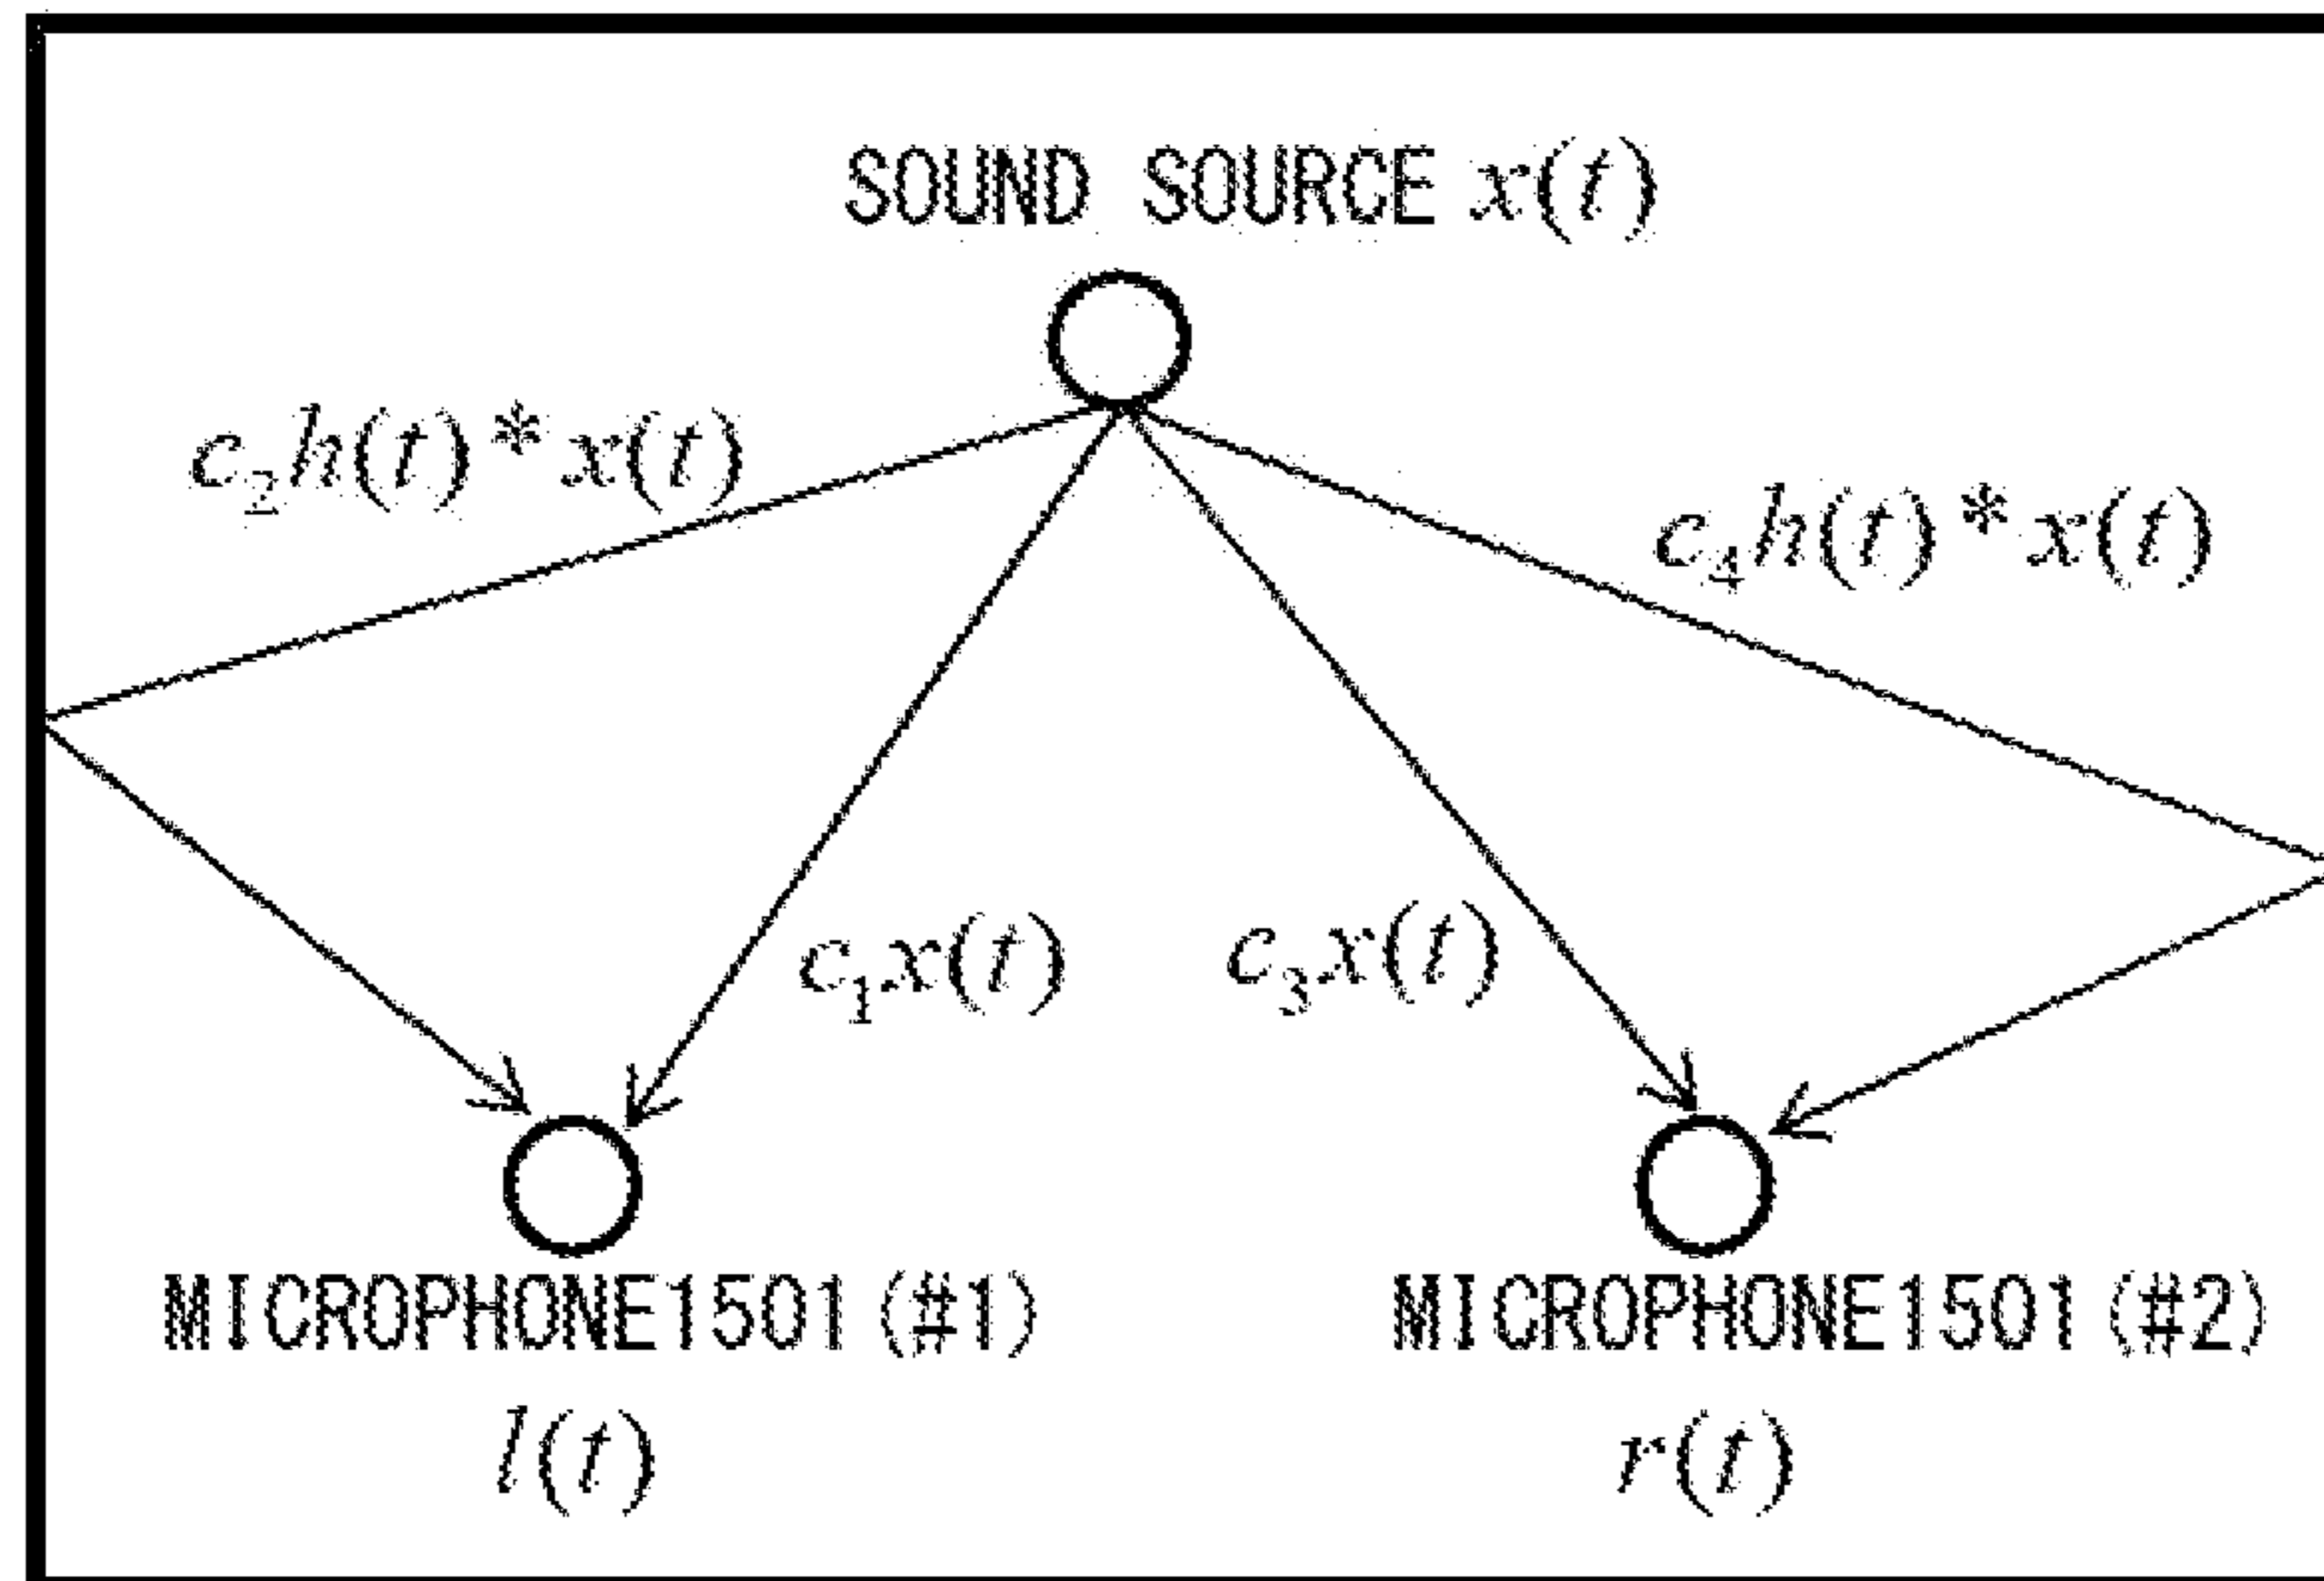 SOUND SOURCE x(t)
c₂h(t)*x(t)
c₄h(t)*x(t)
c₁x(t)
c₃x(t)
MICROPHONE1501(#1)
MICROPHONE1501(#2)
l(t)
r(t)